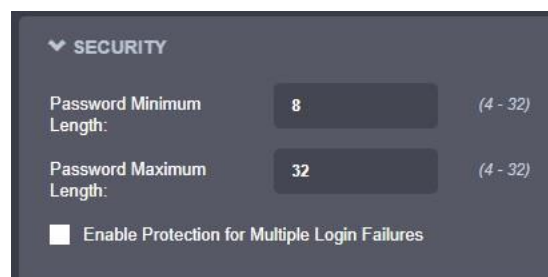 SECURITY
Password Minimum Length: 8 (4 - 32)
Password Maximum Length: 32 (4 - 32)
Enable Protection for Multiple Login Failures